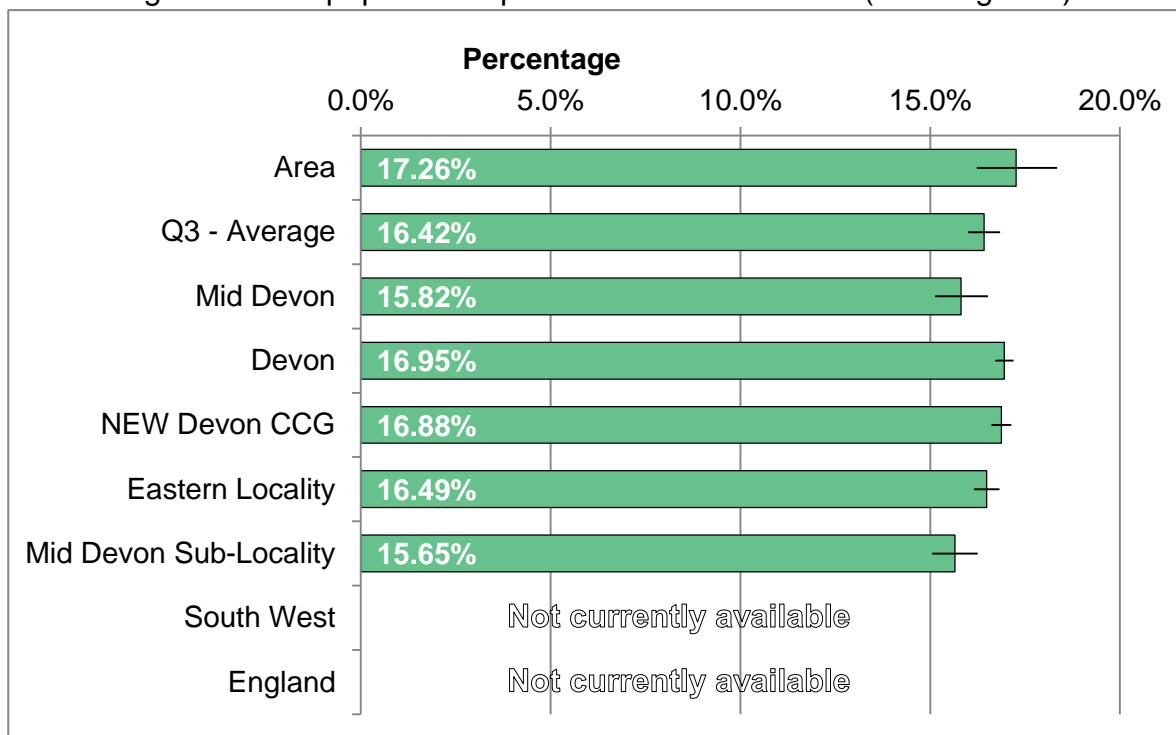 Percentage
0.0% 5.0% 10.0% 15.0% 20.0%
Area 17.26%
Q3 - Average 16.42%
Mid Devon 15.82%
Devon 16.95%
NEW Devon CCG 16.88%
Eastern Locality 16.49%
Mid Devon Sub-Locality 15.65%
South West Not currently available
England Not currently available